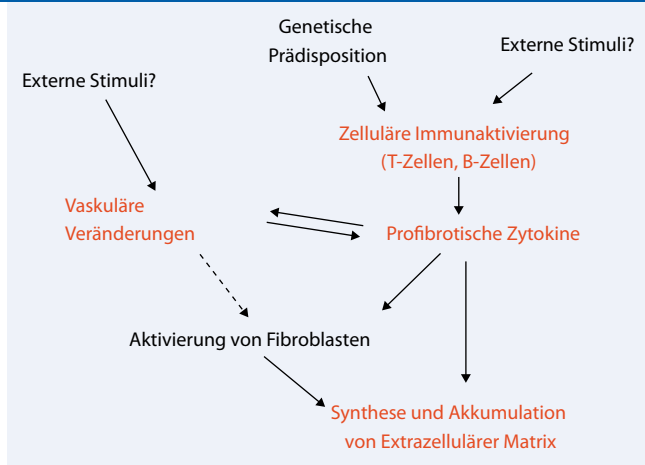 Genetische
Prädisposition
Externe Stimuli?
Externe Stimuli?
Zelluläre Immunaktivierung
(T-Zellen, B-Zellen)
Vaskuläre
Veränderungen
Profibrotische Zytokine
Aktivierung von Fibroblasten
Synthese und Akkumulation
von Extrazellulärer Matrix